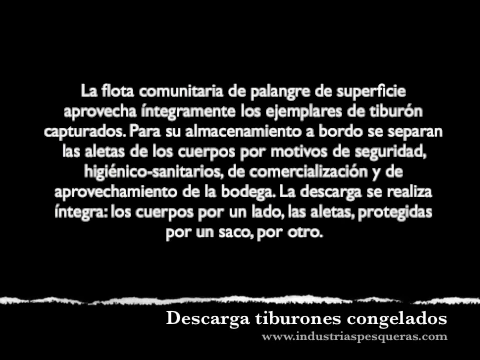 La flota comunitaria de palangre de superficie
aprovecha íntegramente los ejemplares de tiburón
capturados. Para su almacenamiento a bordo se separan
las aletas de los cuerpos por motivos de seguridad,
higiénico-sanitarios, de comercialización y de
aprovechamiento de la bodega. La descarga se realiza
íntegra: los cuerpos por un lado, las aletas, protegidas
por un saco, por otro.
Descarga tiburones congelados
www.industriaspesqueras.com